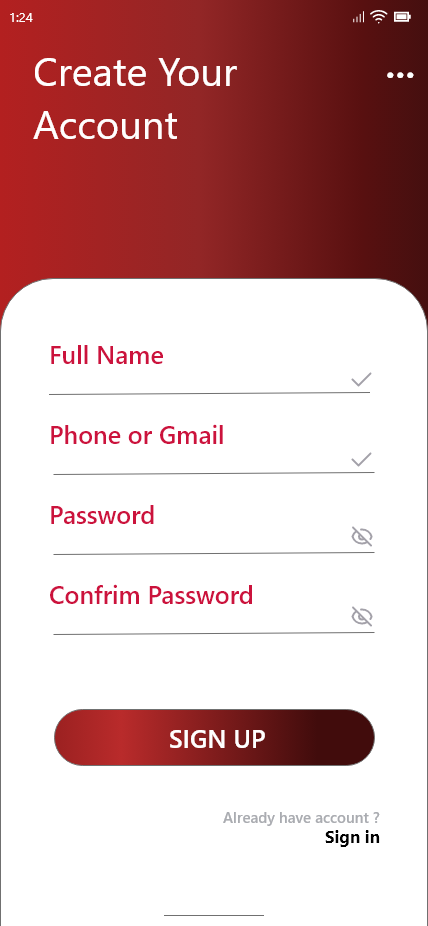 1:24
Create Your
Account
Full Name
Phone or Gmail
Password
Confrim Password
SIGN UP
Already have account ?
Sign in